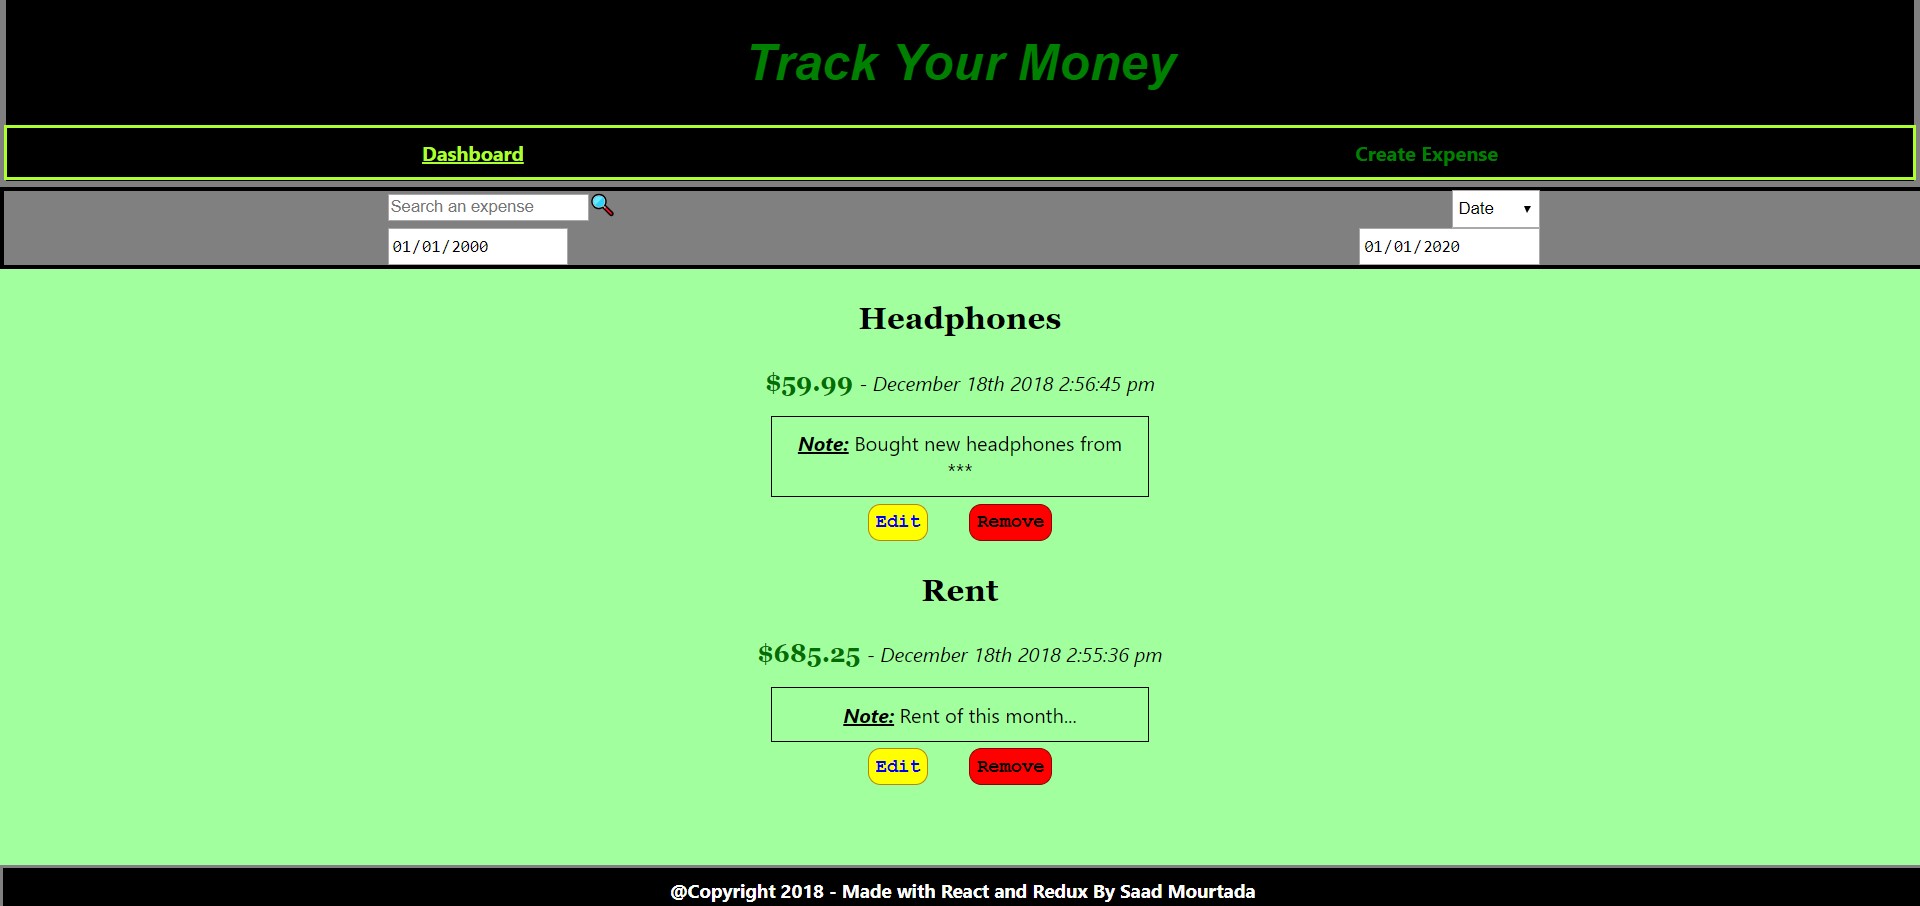 Track Your Money
Dashboard Create Expense
Search an expense Date
01/01/2000 01/01/2020
Headphones
$59.99 - December 18th 2018 2:56:45 pm
Note: Bought new headphones from
***
Edit Remove
Rent
$685.25 - December 18th 2018 2:55:36 pm
Note: Rent of this month...
Edit Remove
@Copyright 2018 - Made with React and Redux By Saad Mourtada